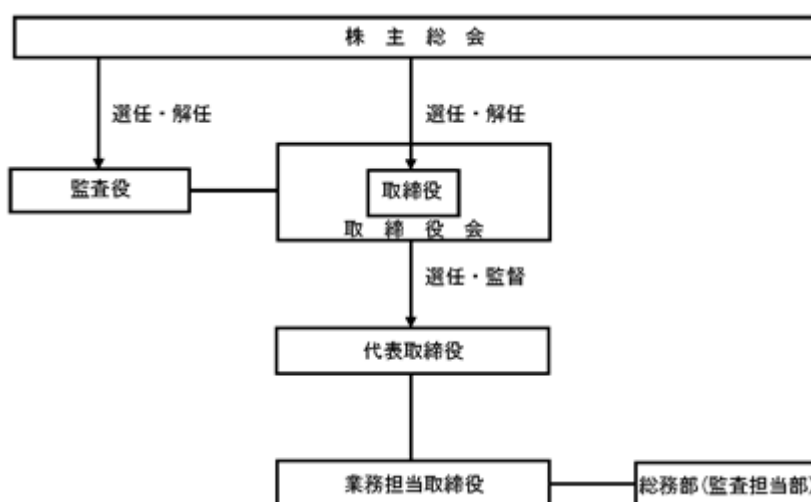 株 主 総 会
選任・解任
選任・解任
監査役
取締役
取 締 役 会
選任・監督
代表取締役
業務担当取締役
総務部(監査担当部)